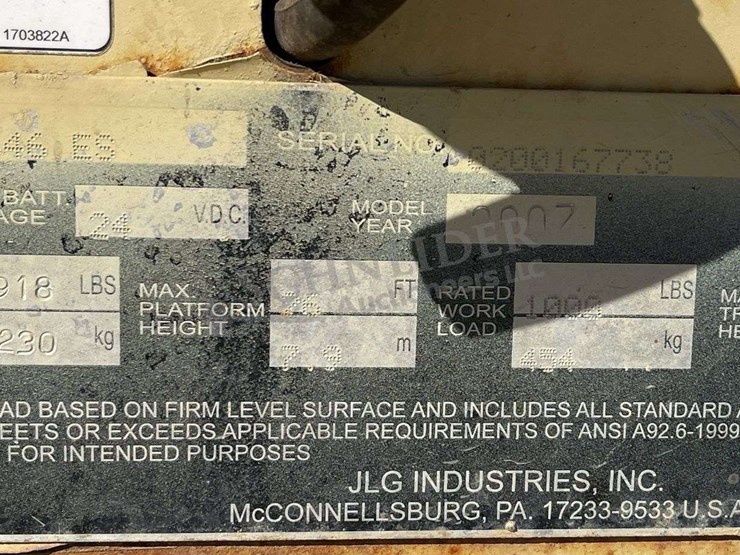 1703822A
46 ES
SERIAL NO. 0200167738
BATT.
AGE 24 V.D.C.
MODEL
YEAR 2007
918 LBS
230 kg
MAX.
PLATFORM
HEIGHT
26 FT
7.9 m
RATED
WORK
LOAD
1000 LBS
454 kg
SCHNEIDER
Auctioneers LLC
AD BASED ON FIRM LEVEL SURFACE AND INCLUDES ALL STANDARD
EETS OR EXCEEDS APPLICABLE REQUIREMENTS OF ANSI A92.6-1999
FOR INTENDED PURPOSES
JLG INDUSTRIES, INC.
McCONNELLSBURG, PA. 17233-9533 U.S.A